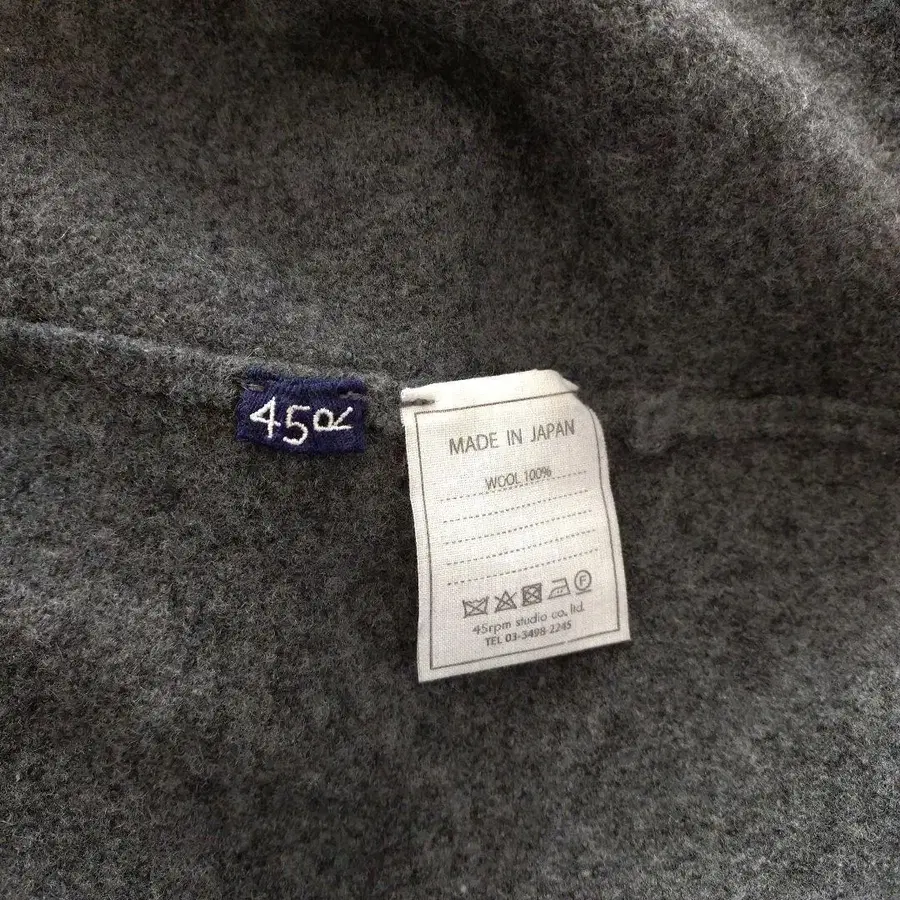 45R
MADE IN JAPAN
WOOL 100%
45rpm studio co., ltd.
TEL 03-3498-2245